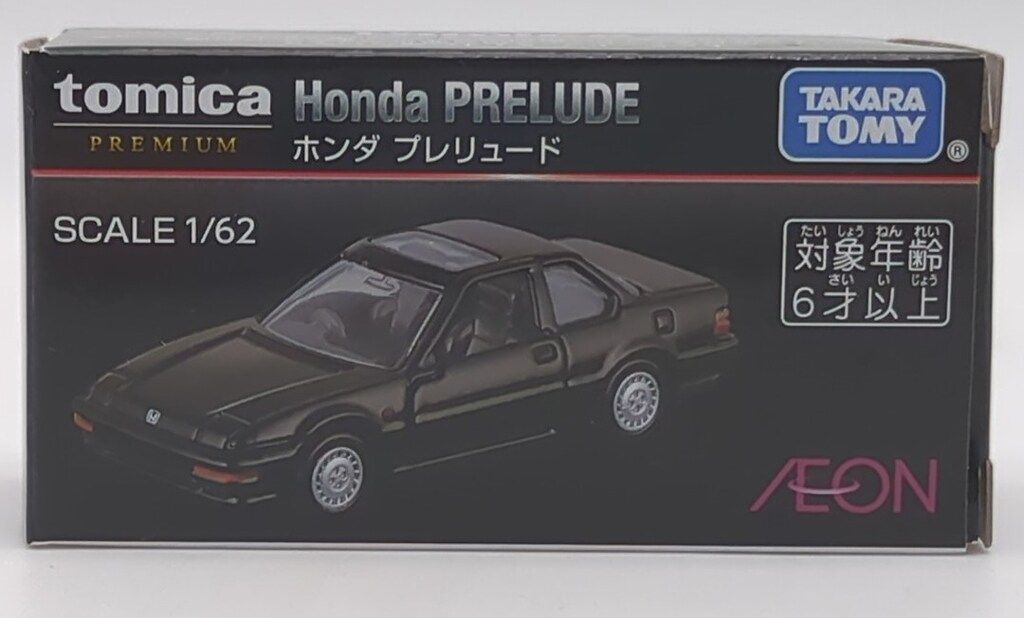 tomica
PREMIUM
Honda PRELUDE
ホンダ プレリュード
TAKARA
TOMY
®
SCALE 1/62
たいしょうねんれい
対象年齢
さいいじょう
6才以上
ÆON